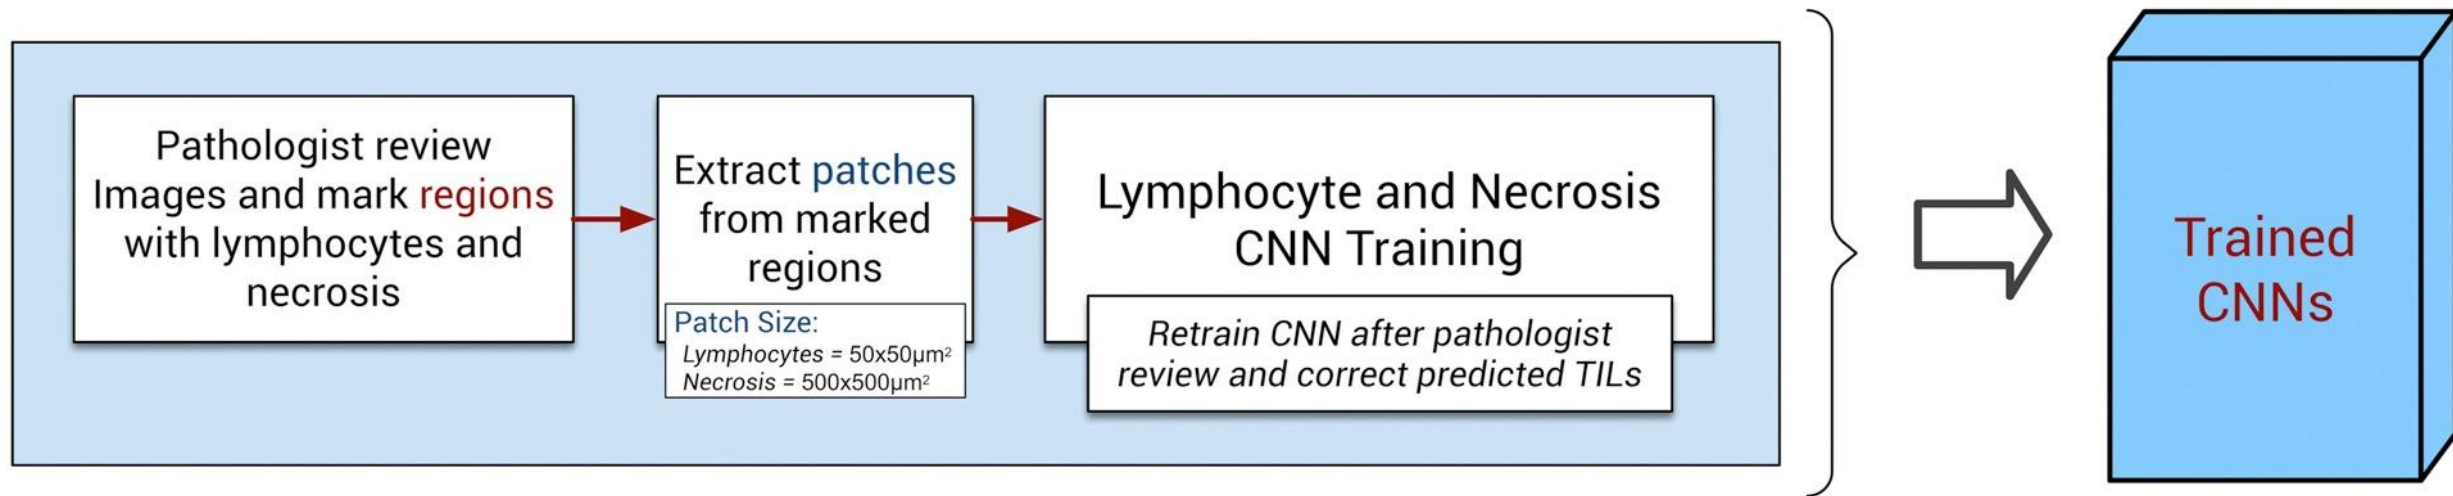 Pathologist review
Images and mark regions
with lymphocytes and
necrosis
Extract patches
from marked
regions
Patch Size:
Lymphocytes = 50x50µm²
Necrosis = 500x500µm²
Lymphocyte and Necrosis
CNN Training
Retrain CNN after pathologist
review and correct predicted TILs
Trained
CNNs